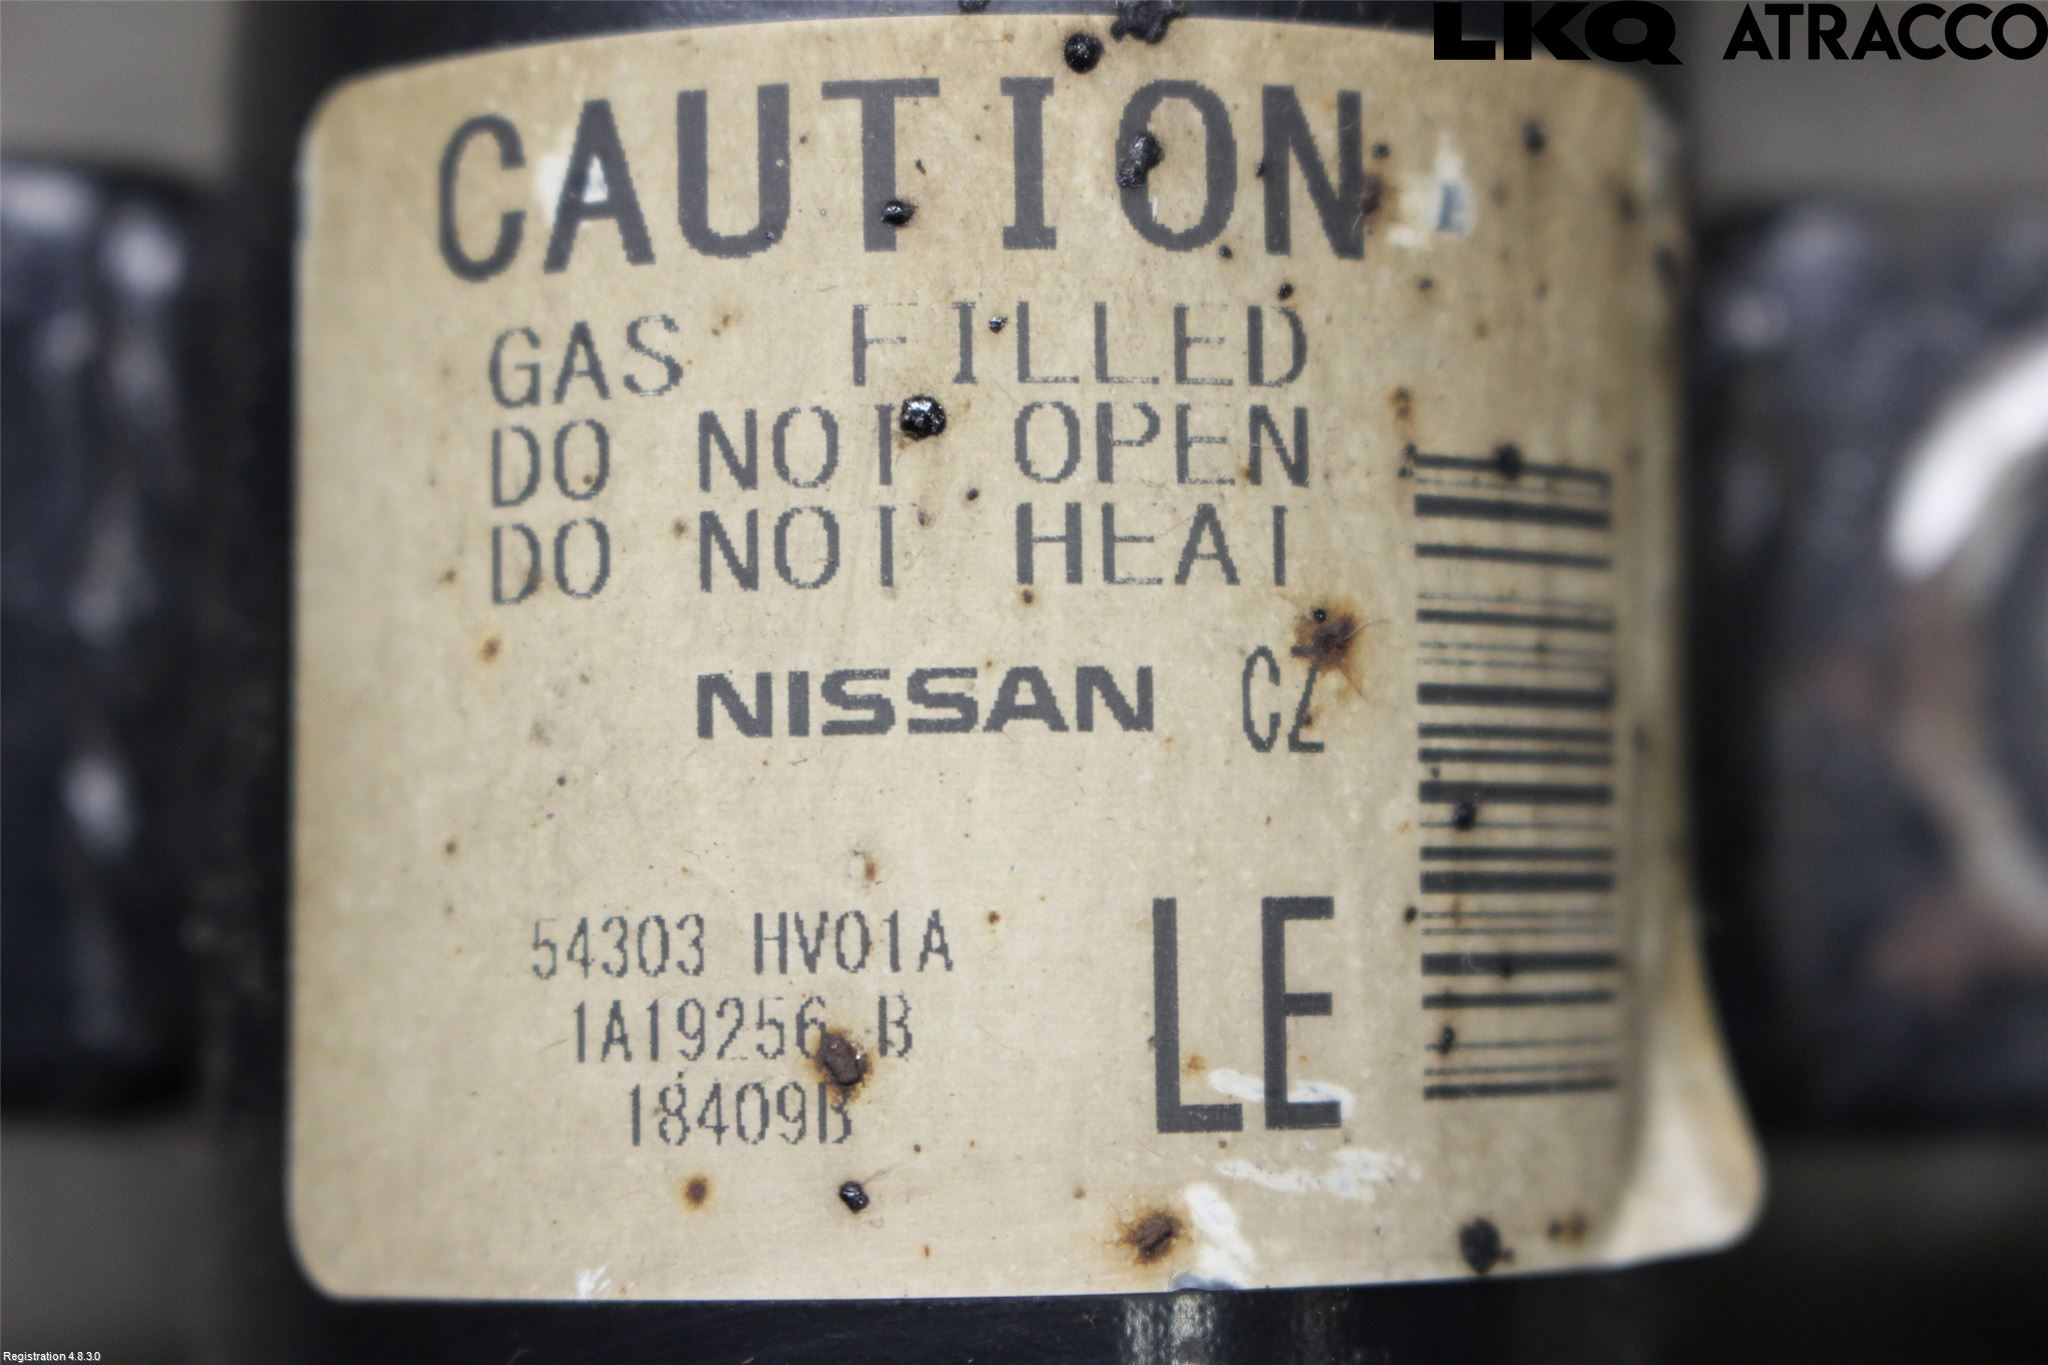 LKQ ATRACCO
CAUTION
GAS FILLED
DO NOT OPEN
DO NOT HEAT
NISSAN CZ
54303 HV01A
1A19256 B
18409B
LE
Registration 4.8.3.0